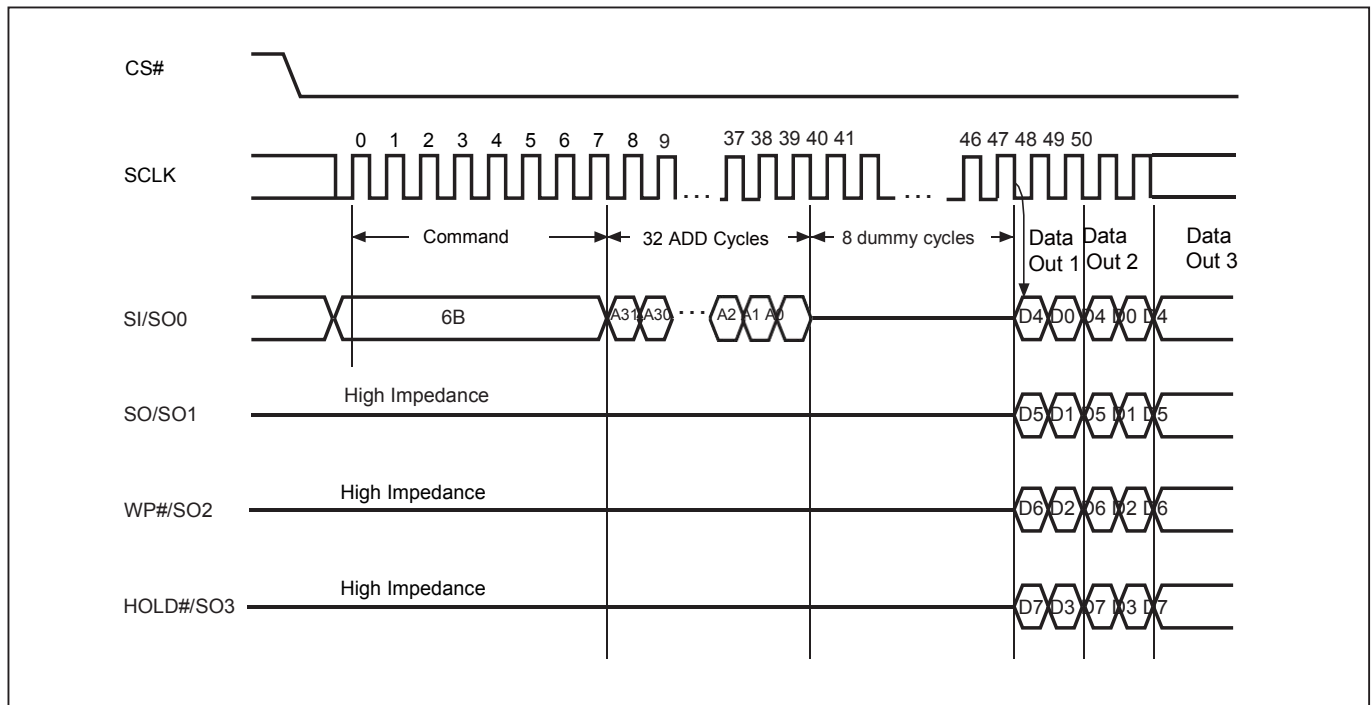 CS#
0 1 2 3 4 5 6 7 8 9 37 38 39 40 41 46 47 48 49 50
SCLK
... ...
Command 32 ADD Cycles 8 dummy cycles Data Out 1 Data Out 2 Data Out 3
SI/SO0 6B A31 A30 ... A2 A1 A0 D4 D0 D4 D0 D4
High Impedance
SO/SO1 D5 D1 D5 D1 D5
High Impedance
WP#/SO2 D6 D2 D6 D2 D6
High Impedance
HOLD#/SO3 D7 D3 D7 D3 D7